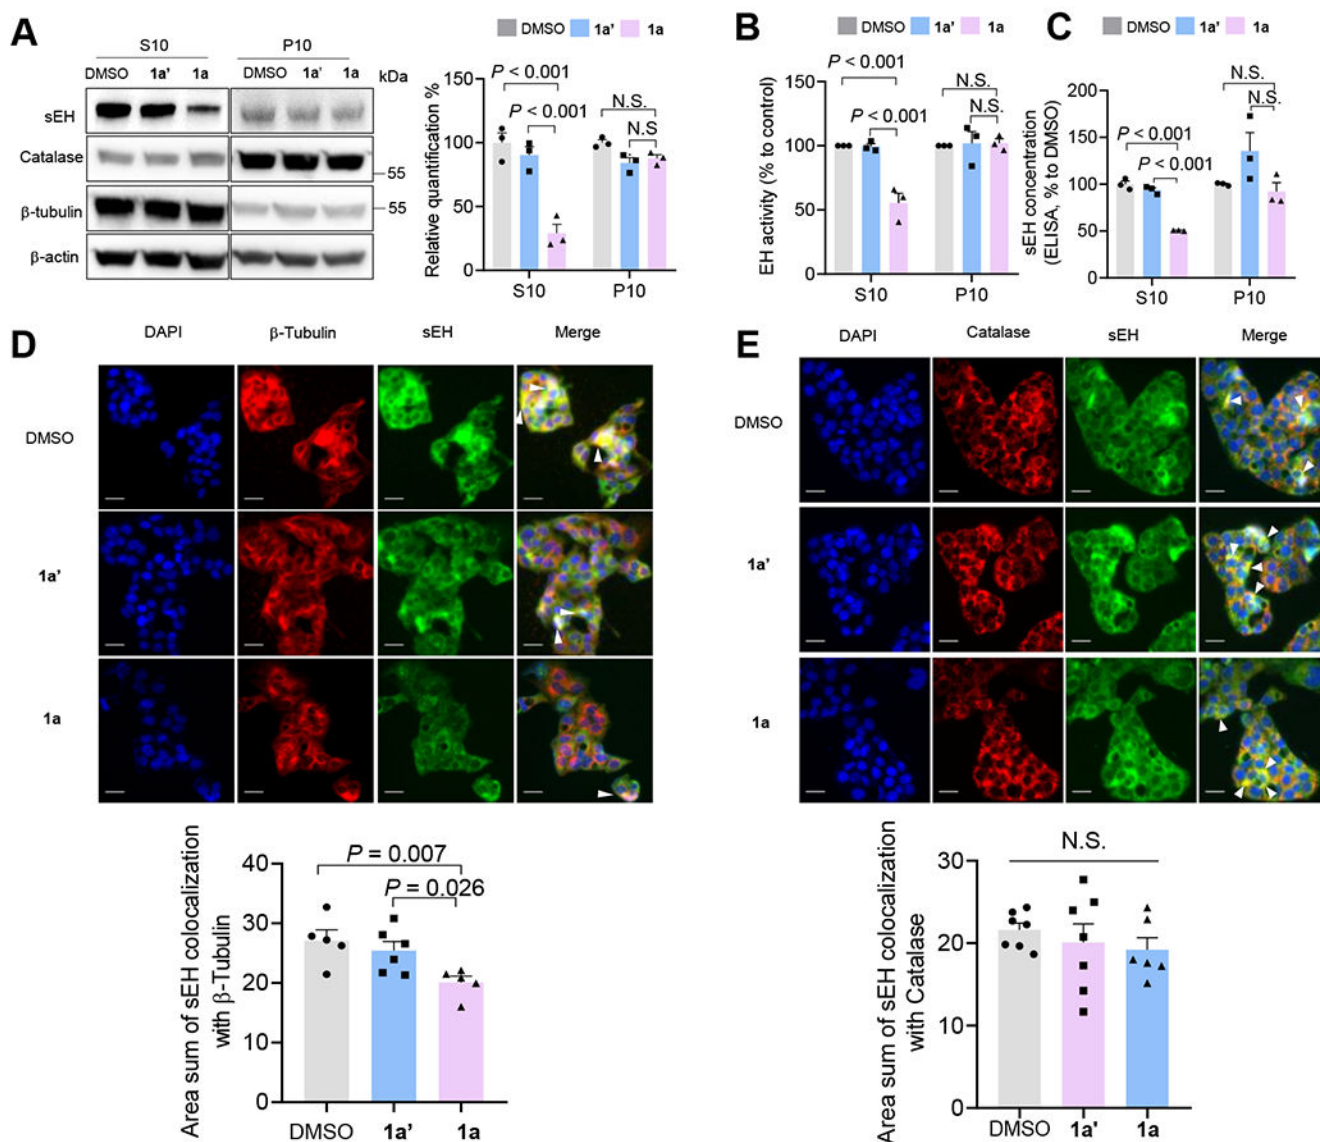 A
S10
P10
DMSO 1a' 1a
DMSO 1a' 1a
kDa
sEH
Catalase
55
β-tubulin
55
β-actin
DMSO 1a' 1a
Relative quantification %
150
100
50
0
P < 0.001
P < 0.001
N.S.
N.S
S10
P10
B
DMSO 1a' 1a
EH activity (% to control)
150
100
50
0
P < 0.001
P < 0.001
N.S.
N.S.
S10
P10
C
DMSO 1a' 1a
sEH concentration
(ELISA, % to DMSO)
200
150
100
50
0
P < 0.001
P < 0.001
N.S.
N.S.
S10
P10
D
DAPI
β-Tubulin
sEH
Merge
DMSO
1a'
1a
Area sum of sEH colocalization
with β-Tubulin
40
30
20
10
0
P = 0.007
P = 0.026
DMSO
1a'
1a
E
DAPI
Catalase
sEH
Merge
DMSO
1a'
1a
Area sum of sEH colocalization
with Catalase
30
20
10
0
N.S.
DMSO
1a'
1a